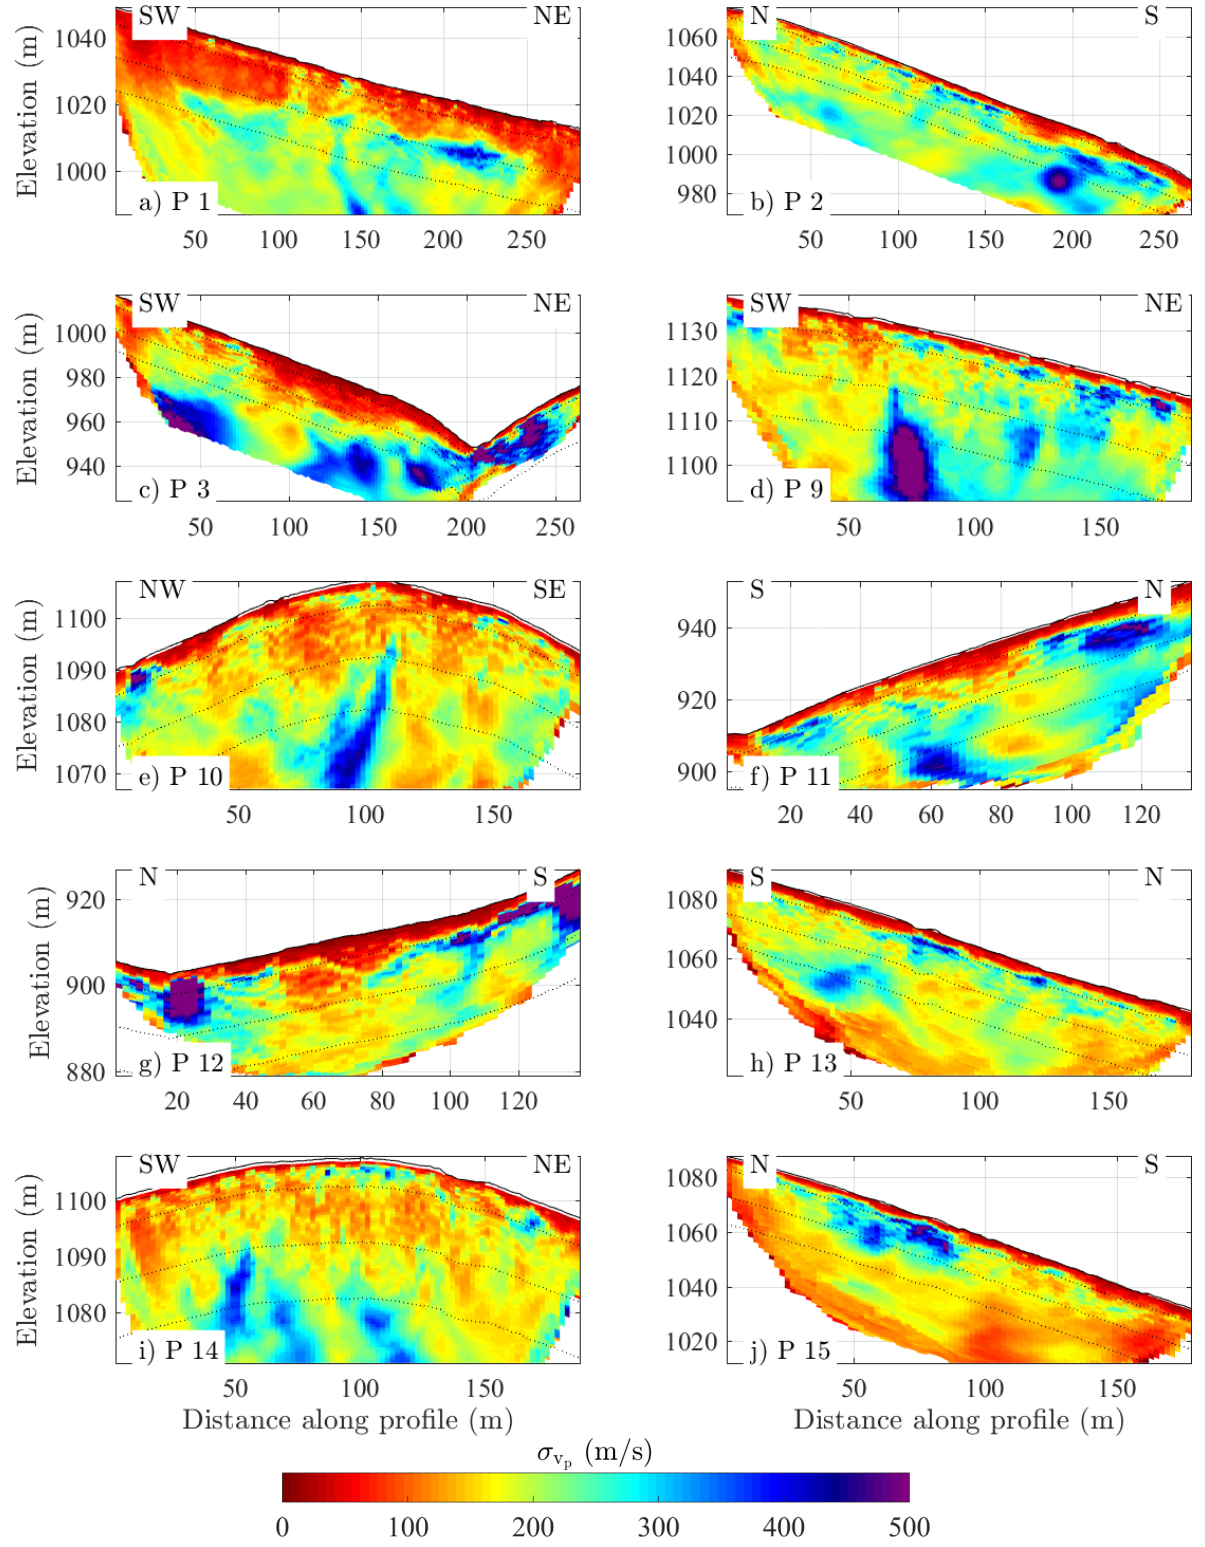 SW NE N S
Elevation (m) 1040 1020 1000 1060 1040 1020 1000 980
a) P 1 b) P 2
50 100 150 200 250 50 100 150 200 250
SW NE SW NE
Elevation (m) 1000 980 960 940 1130 1120 1110 1100
c) P 3 d) P 9
50 100 150 200 250 50 100 150
NW SE S N
Elevation (m) 1100 1090 1080 1070 940 920 900
e) P 10 f) P 11
50 100 150 20 40 60 80 100 120
N S S N
Elevation (m) 920 900 880 1080 1060 1040
g) P 12 h) P 13
20 40 60 80 100 120 50 100 150
SW NE N S
Elevation (m) 1100 1090 1080 1080 1060 1040 1020
i) P 14 j) P 15
50 100 150 50 100 150
Distance along profile (m) Distance along profile (m)
σvp (m/s)
0 100 200 300 400 500